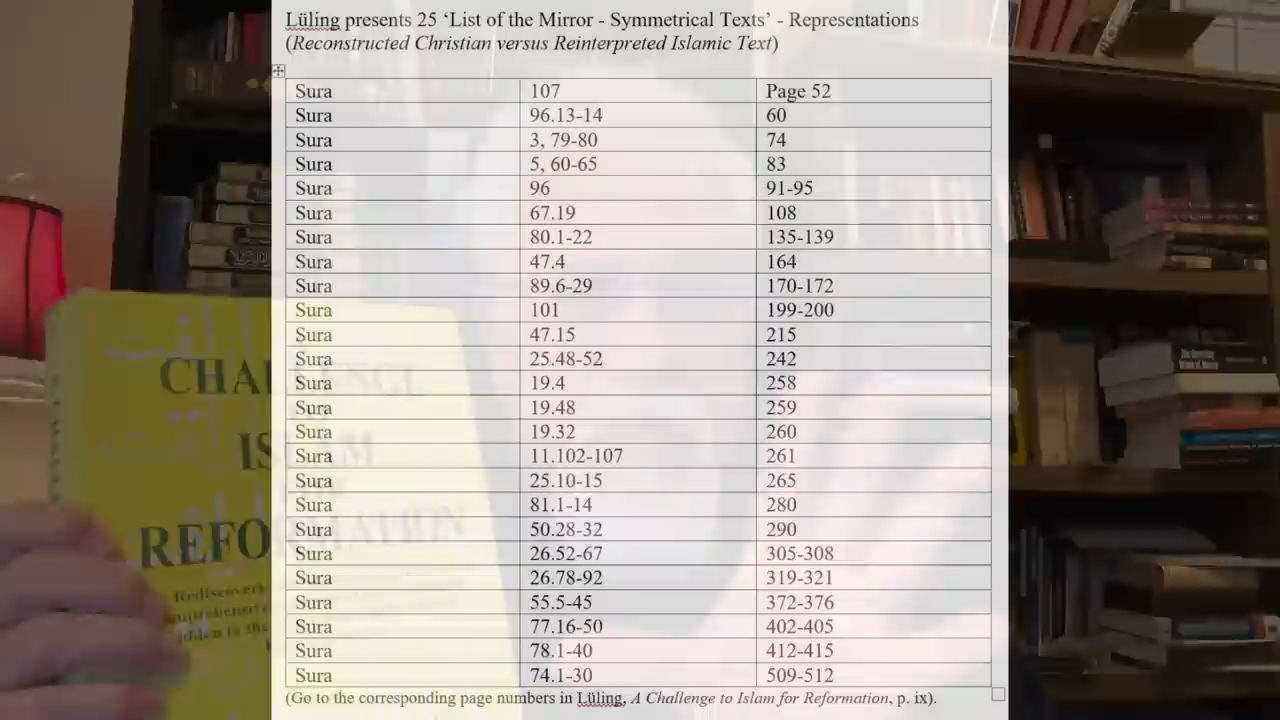 Lüling presents 25 ‘List of the Mirror - Symmetrical Texts’ - Representations
(Reconstructed Christian versus Reinterpreted Islamic Text)
Sura 107 Page 52
Sura 96.13-14 60
Sura 3, 79-80 74
Sura 5, 60-65 83
Sura 96 91-95
Sura 67.19 108
Sura 80.1-22 135-139
Sura 47.4 164
Sura 89.6-29 170-172
Sura 101 199-200
Sura 47.15 215
Sura 25.48-52 242
Sura 19.4 258
Sura 19.48 259
Sura 19.32 260
Sura 11.102-107 261
Sura 25.10-15 265
Sura 81.1-14 280
Sura 50.28-32 290
Sura 26.52-67 305-308
Sura 26.78-92 319-321
Sura 55.5-45 372-376
Sura 77.16-50 402-405
Sura 78.1-40 412-415
Sura 74.1-30 509-512
(Go to the corresponding page numbers in Lüling, A Challenge to Islam for Reformation, p. ix).
CHALLENGE
ISLAM
REFORMATION
Rediscovery